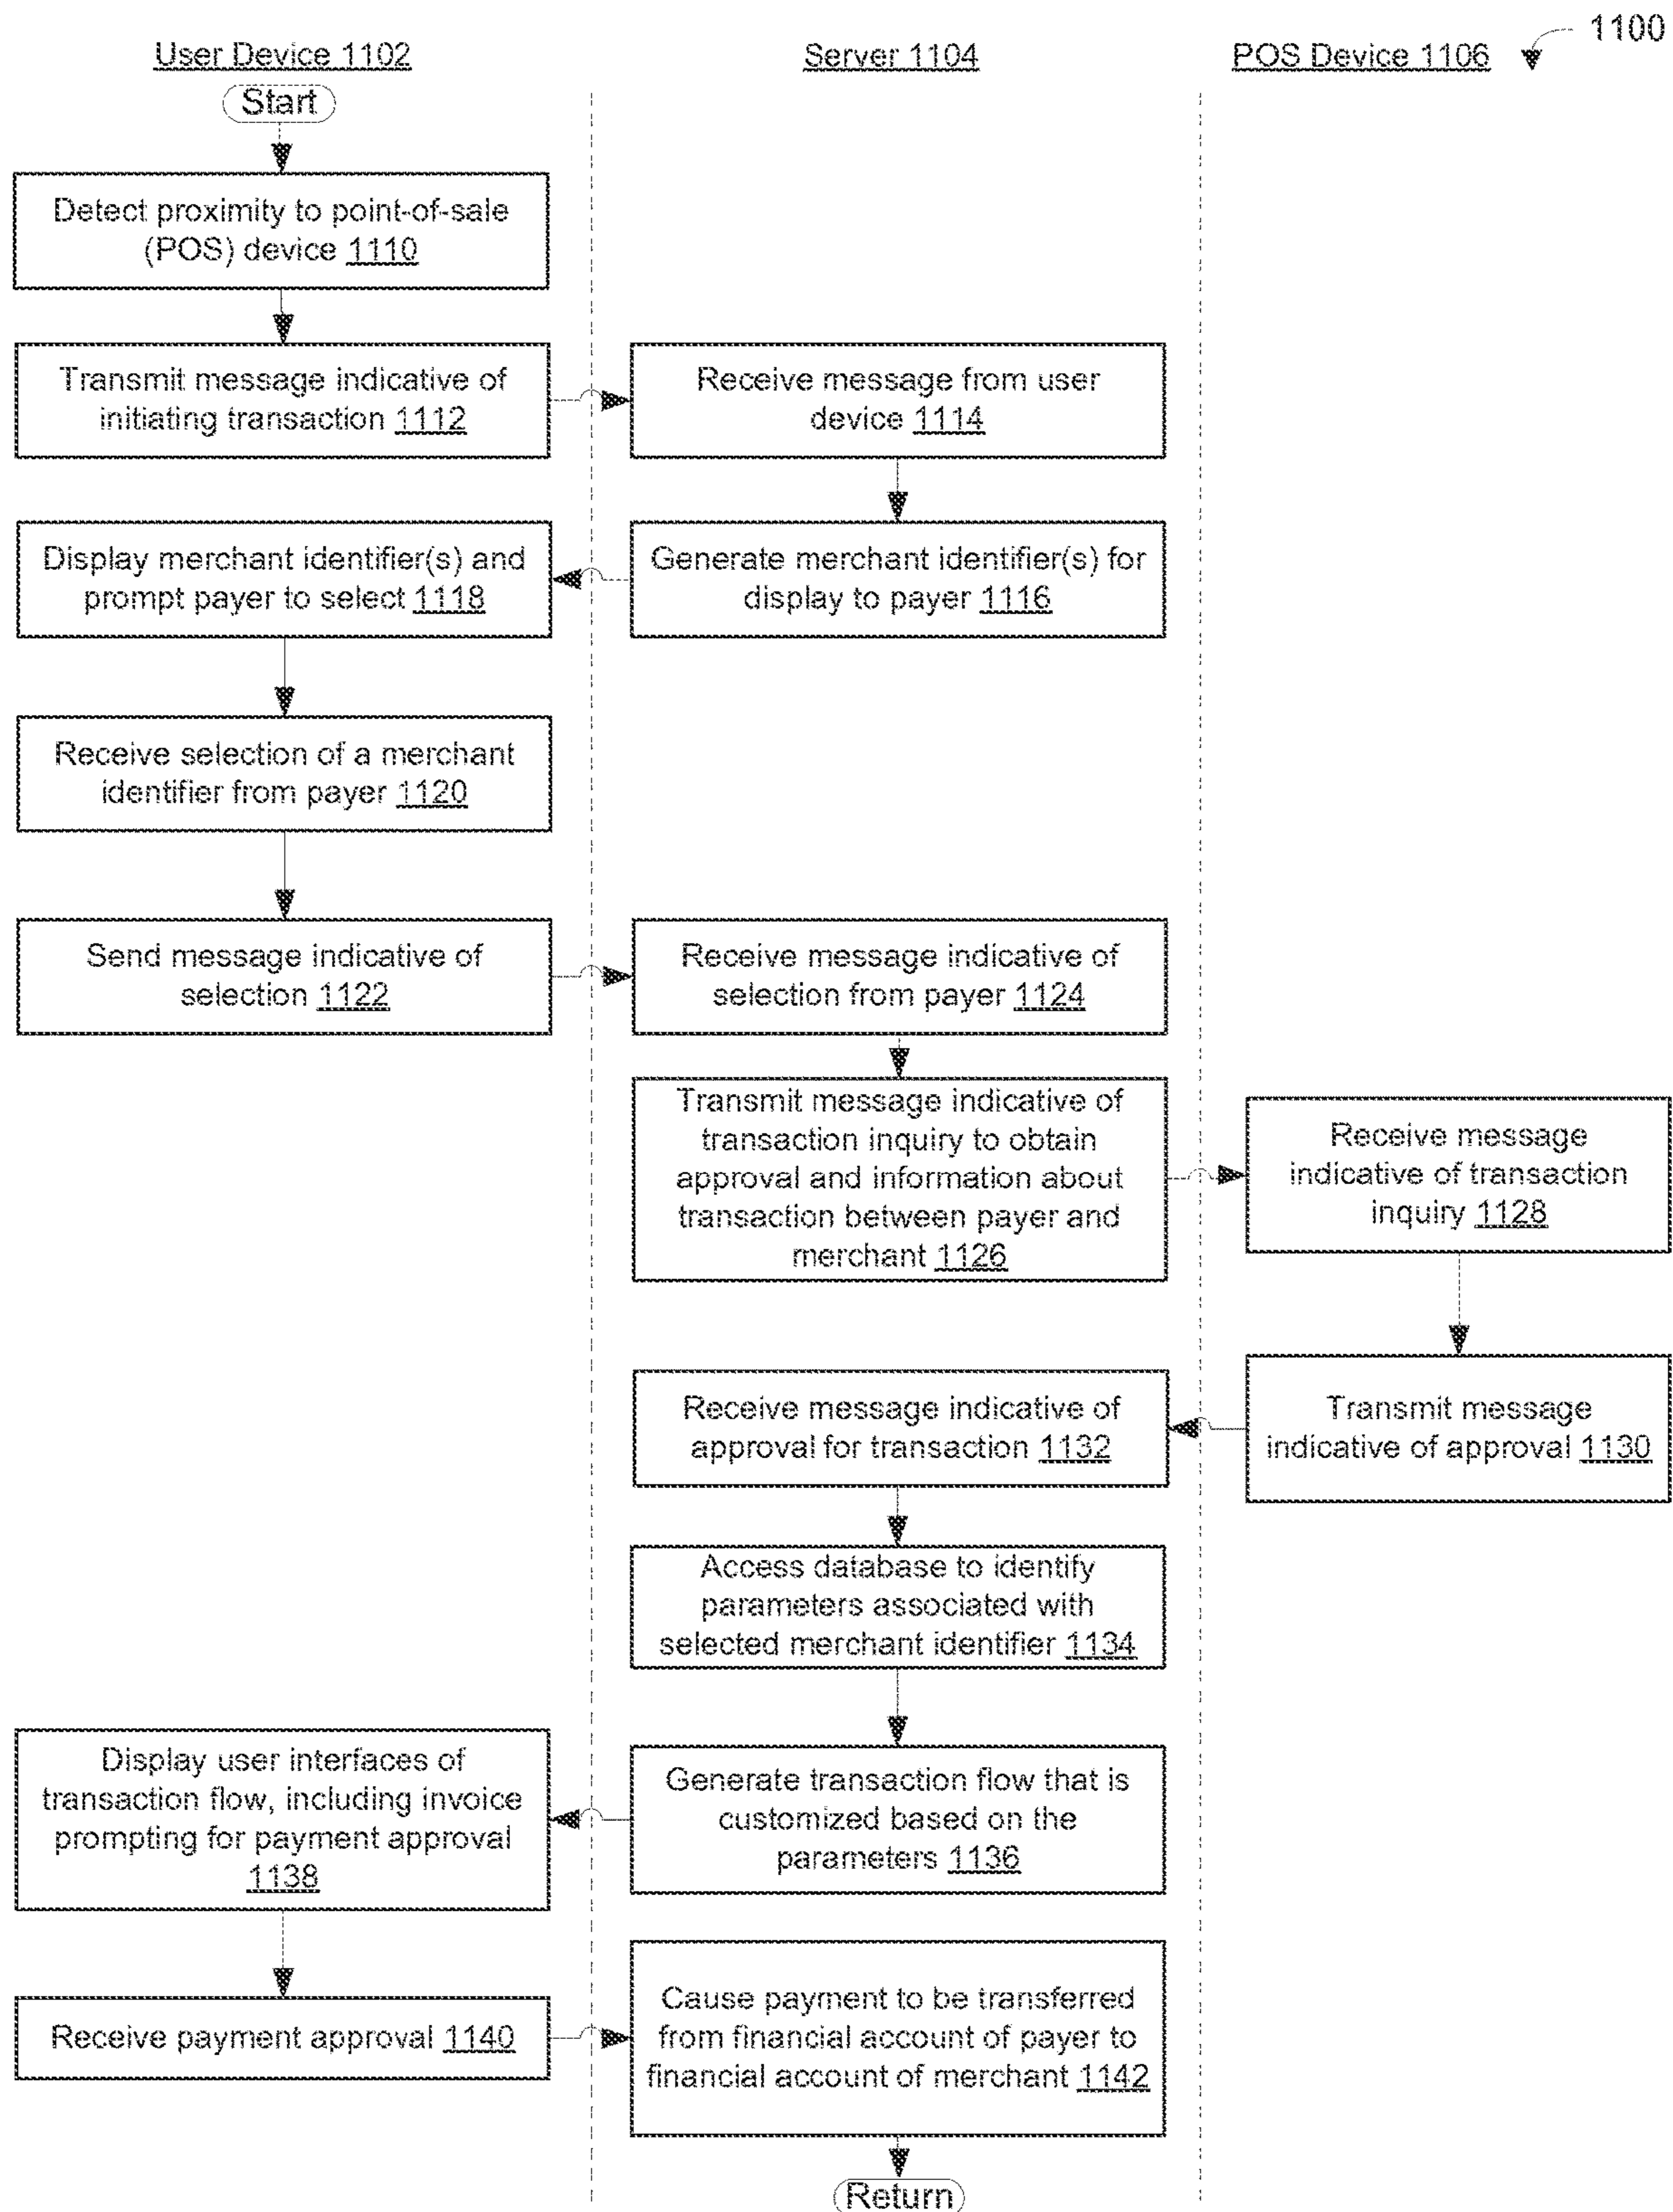 1100
User Device 1102
Server 1104
POS Device 1106
Start
Detect proximity to point-of-sale
(POS) device 1110
Transmit message indicative of
initiating transaction 1112
Receive message from user
device 1114
Display merchant identifier(s) and
prompt payer to select 1118
Generate merchant identifier(s) for
display to payer 1116
Receive selection of a merchant
identifier from payer 1120
Send message indicative of
selection 1122
Receive message indicative of
selection from payer 1124
Transmit message indicative of
transaction inquiry to obtain
approval and information about
transaction between payer and
merchant 1126
Receive message
indicative of transaction
inquiry 1128
Transmit message
indicative of approval 1130
Receive message indicative of
approval for transaction 1132
Access database to identify
parameters associated with
selected merchant identifier 1134
Generate transaction flow that is
customized based on the
parameters 1136
Display user interfaces of
transaction flow, including invoice
prompting for payment approval
1138
Receive payment approval 1140
Cause payment to be transferred
from financial account of payer to
financial account of merchant 1142
Return